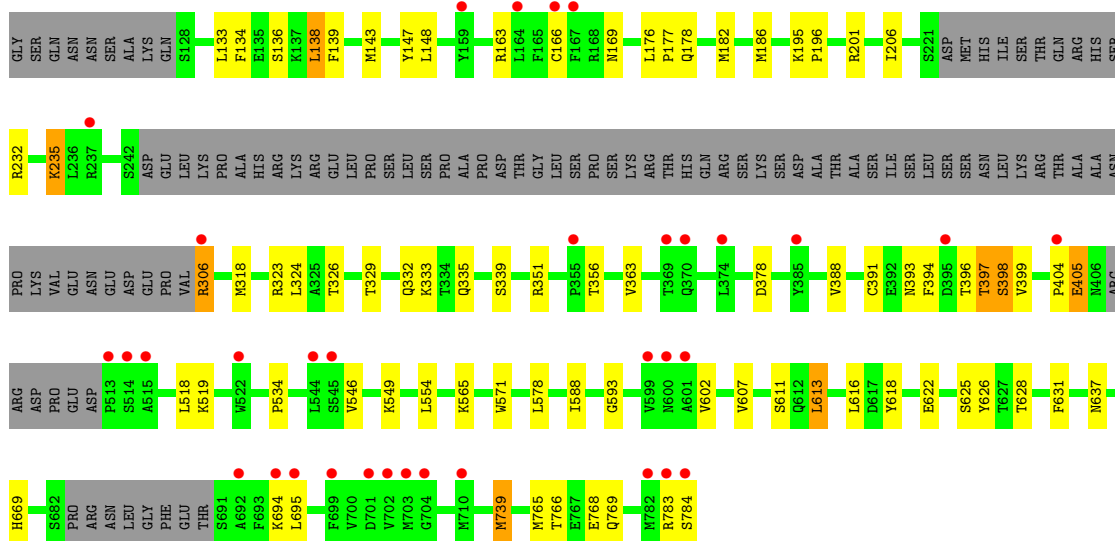 GLY SER GLN ASN ASN SER ALA LYS GLN S128 L133 F134 E135 S136 K137 L138 F139 M143 Y147 L148 Y159 R163 L164 F165 C166 F167 R168 N169 L176 P177 Q178 M182 M186 K195 P196 R201 I206 S221 ASP MET HIS ILE SER THR GLN ARG HIS SER
R232 K235 L236 R237 S242 ASP GLU LEU LYS PRO ALA HIS ARG LYS ARG GLU LEU PRO SER LEU SER PRO ALA PRO ASP THR GLY LEU SER PRO SER LYS ARG THR HIS GLN ARG SER LYS SER ASP ALA THR ALA SER ILE SER LEU SER SER ASN LEU LYS ARG THR ALA ALA ASN
PRO LYS VAL GLU ASN GLU ASP GLU PRO VAL R306 M318 R323 L324 A325 T326 T329 Q332 K333 T334 Q335 S339 R351 P355 T356 V363 T369 Q370 L374 D378 Y385 V388 C391 E392 N393 F394 D395 T396 T397 S398 V399 P404 E405 N406 ARG
ARG ASP PRO GLU ASP P513 S514 A515 L518 K519 W522 P534 L544 S545 V546 K549 L554 K565 W571 L578 I588 G593 V599 N600 A601 V602 V607 S611 Q612 L613 L616 D617 Y618 E622 S625 Y626 T627 T628 F631 N637
H669 S682 PRO ARG ASN LEU GLY PHE GLU THR S691 A692 F693 K694 L695 F699 V700 D701 V702 M703 G704 M710 M739 M765 T766 E767 E768 Q769 M782 R783 S784